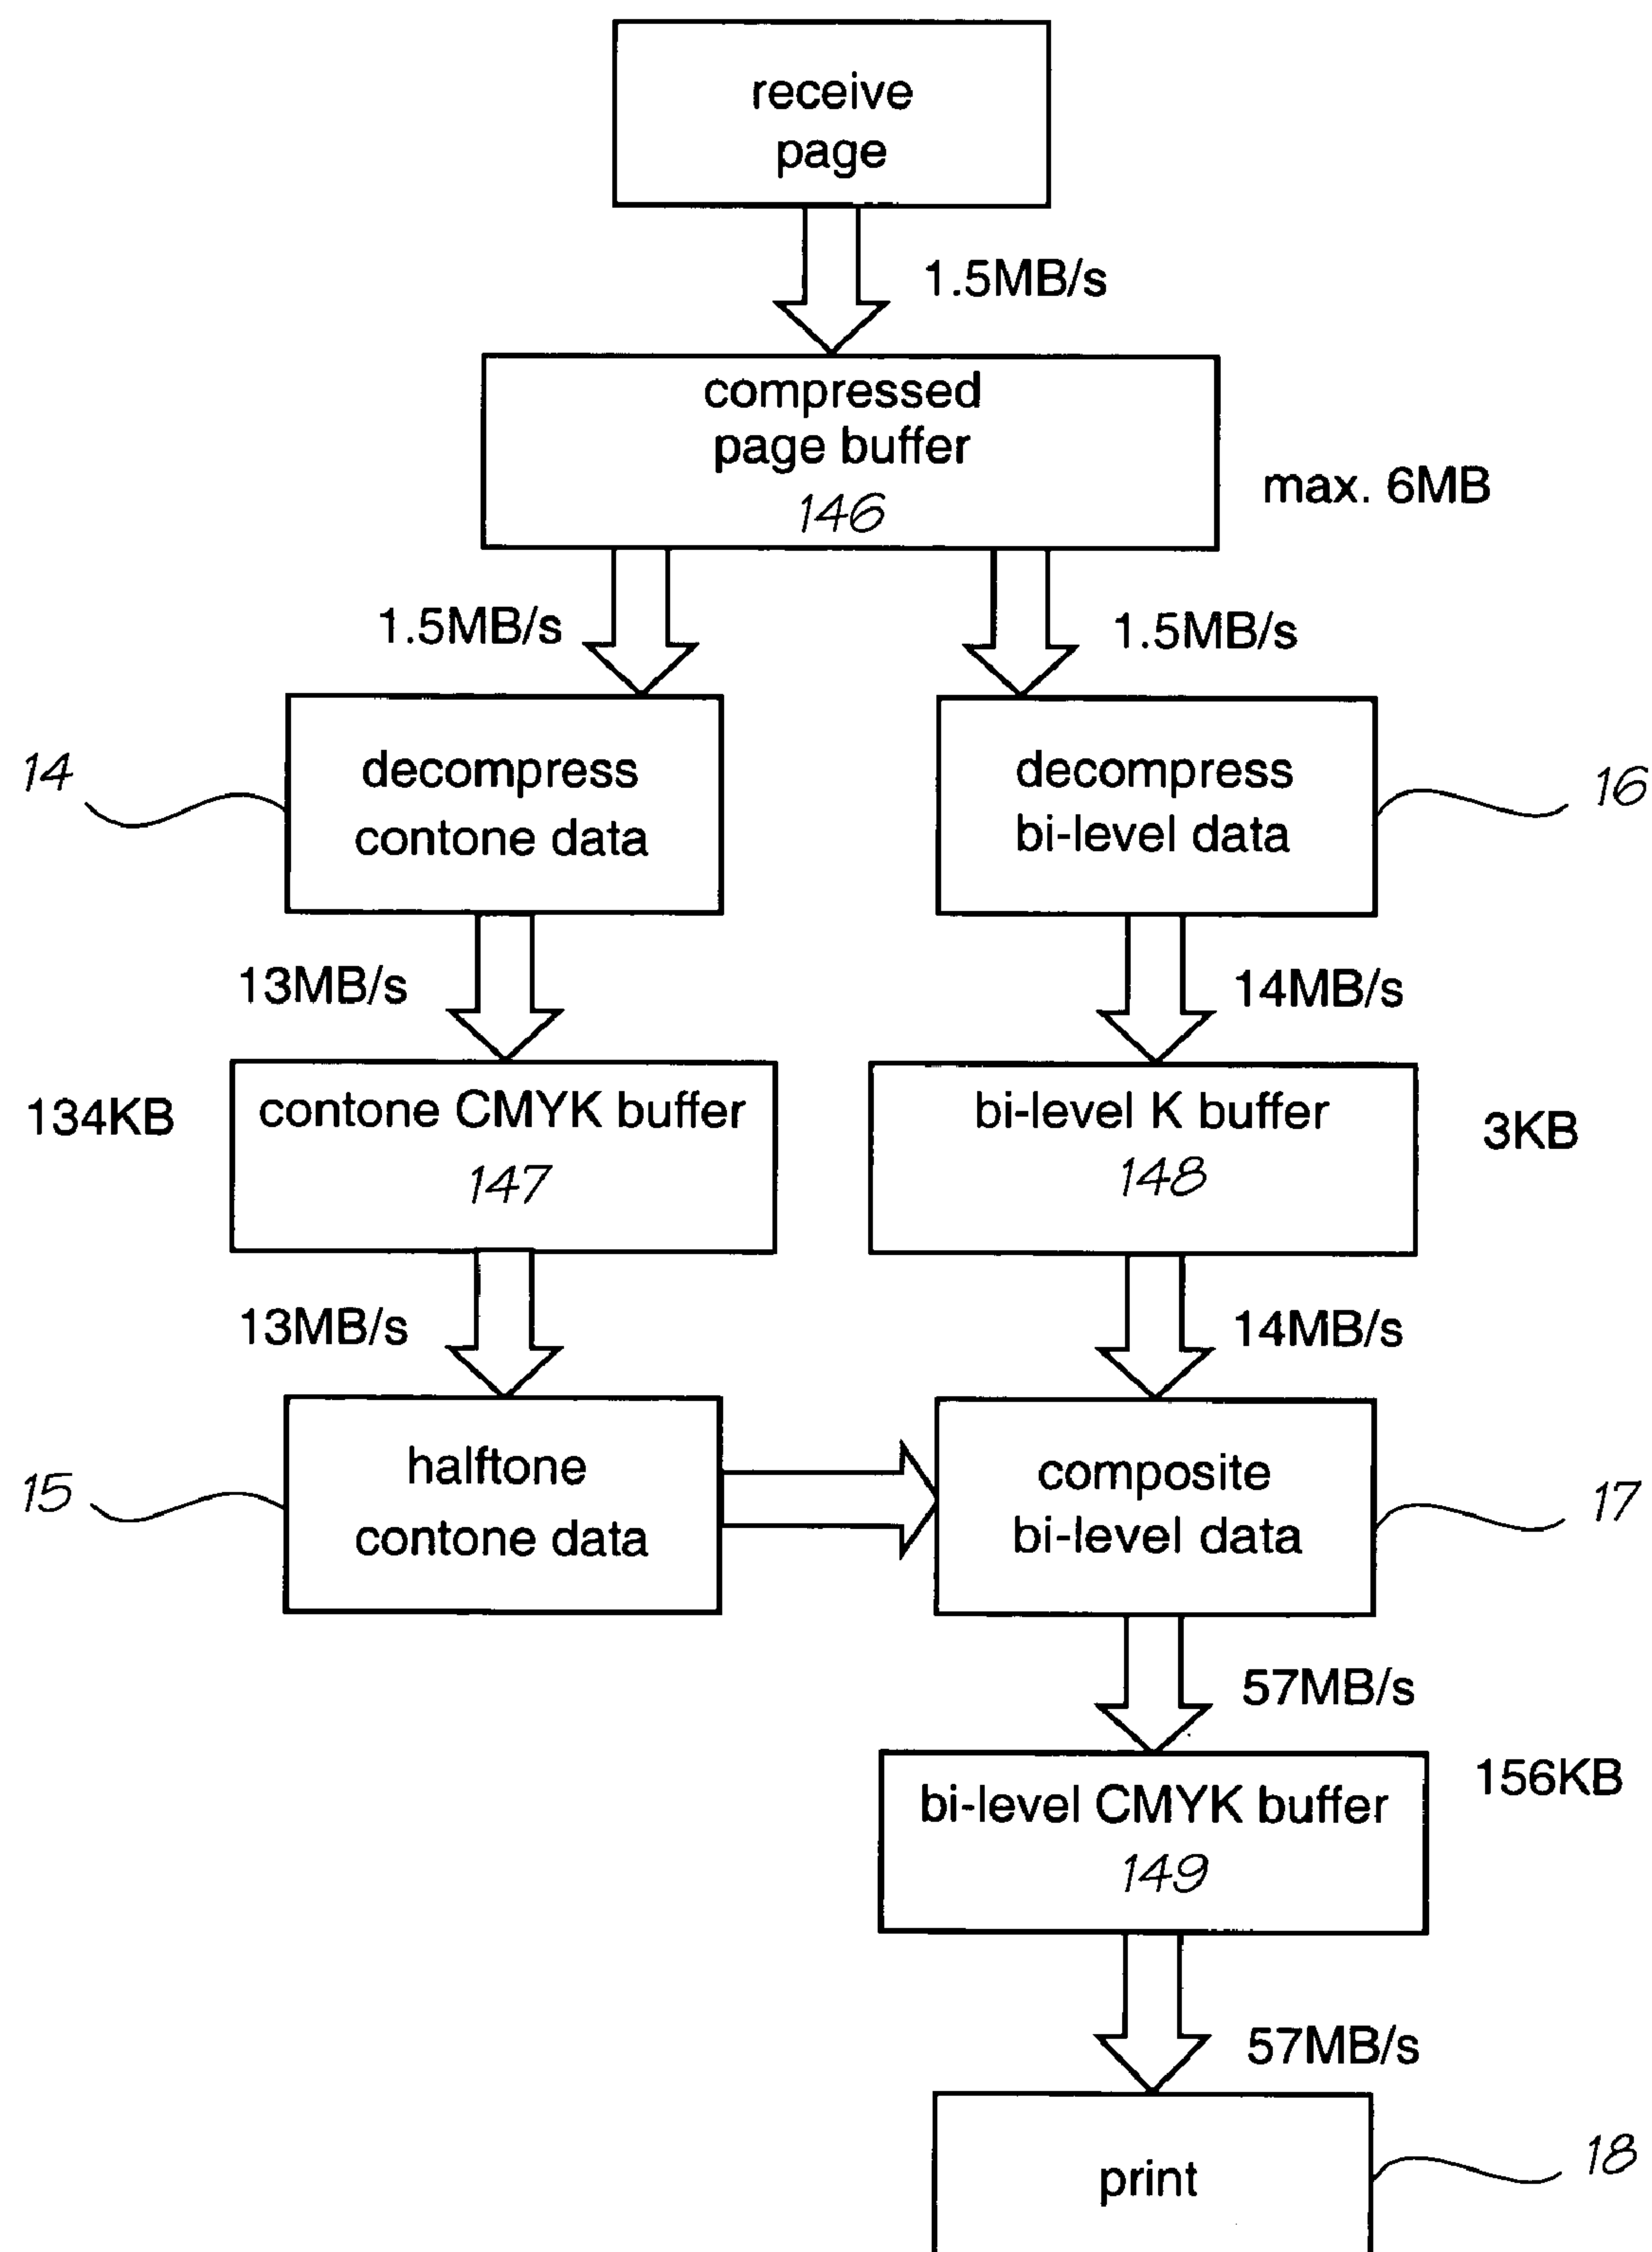 receive
page
1.5MB/s
compressed
page buffer
146
max. 6MB
1.5MB/s
1.5MB/s
14
decompress
contone data
decompress
bi-level data
16
13MB/s
14MB/s
134KB
contone CMYK buffer
147
bi-level K buffer
148
3KB
13MB/s
14MB/s
15
halftone
contone data
composite
bi-level data
17
57MB/s
bi-level CMYK buffer
149
156KB
57MB/s
print
18